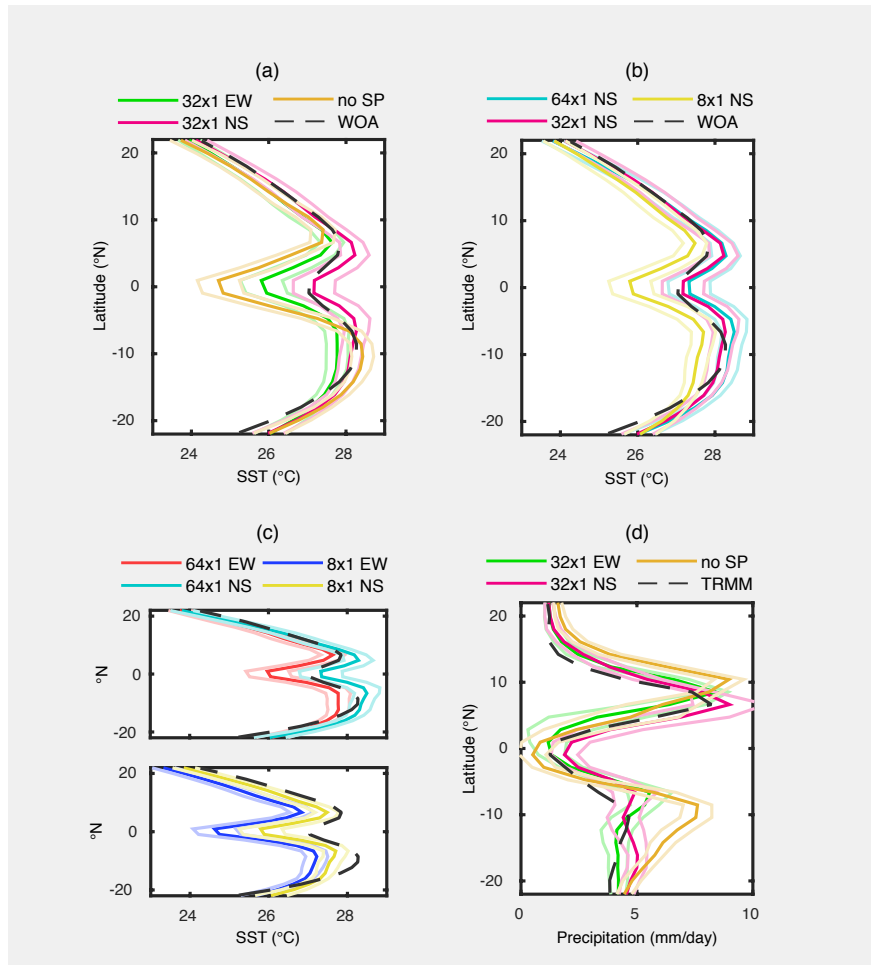 (a)
32x1 EW no SP
32x1 NS WOA
20
10
0
-10
-20
Latitude (°N)
24 26 28
SST (°C)
(b)
64x1 NS 8x1 NS
32x1 NS WOA
20
10
0
-10
-20
Latitude (°N)
24 26 28
SST (°C)
(c)
64x1 EW 8x1 EW
64x1 NS 8x1 NS
20
0
-20
°N
20
0
-20
°N
24 26 28
SST (°C)
(d)
32x1 EW no SP
32x1 NS TRMM
20
10
0
-10
-20
Latitude (°N)
0 5 10
Precipitation (mm/day)